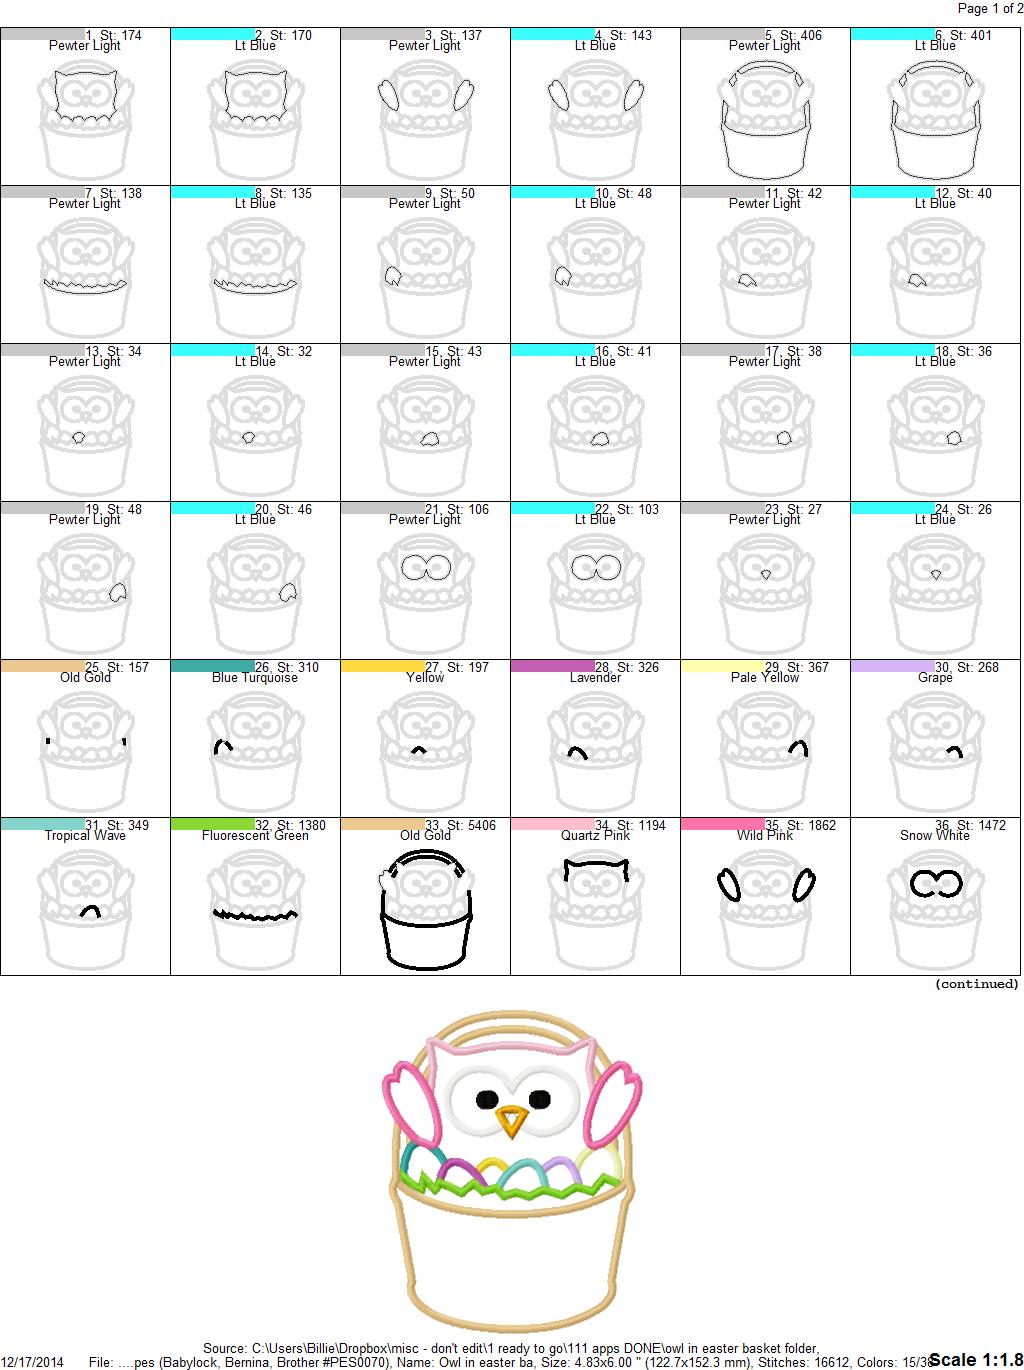 Page 1 of 2
1, St: 174 2, St: 170 3, St: 137 4, St: 143 5, St: 406 6, St: 401
Pewter Light Lt Blue Pewter Light Lt Blue Pewter Light Lt Blue
7, St: 138 8, St: 135 9, St: 50 10, St: 48 11, St: 42 12, St: 40
Pewter Light Lt Blue Pewter Light Lt Blue Pewter Light Lt Blue
13, St: 34 14, St: 32 15, St: 43 16, St: 41 17, St: 38 18, St: 36
Pewter Light Lt Blue Pewter Light Lt Blue Pewter Light Lt Blue
19, St: 48 20, St: 46 21, St: 106 22, St: 103 23, St: 27 24, St: 26
Pewter Light Lt Blue Pewter Light Lt Blue Pewter Light Lt Blue
25, St: 157 26, St: 310 27, St: 197 28, St: 326 29, St: 367 30, St: 268
Old Gold Blue Turquoise Yellow Lavender Pale Yellow Grape
31, St: 349 32, St: 1380 33, St: 5406 34, St: 1194 35, St: 1862 36, St: 1472
Tropical Wave Fluorescent Green Old Gold Quartz Pink Wild Pink Snow White
(continued)
Source: C:\Users\Billie\Dropbox\misc - don't edit\1 ready to go\111 apps DONE\owl in easter basket folder,
12/17/2014 File: ....pes (Babylock, Bernina, Brother #PES0070), Name: Owl in easter ba, Size: 4.83x6.00 " (122.7x152.3 mm), Stitches: 16612, Colors: 15/3 Scale 1:1.8